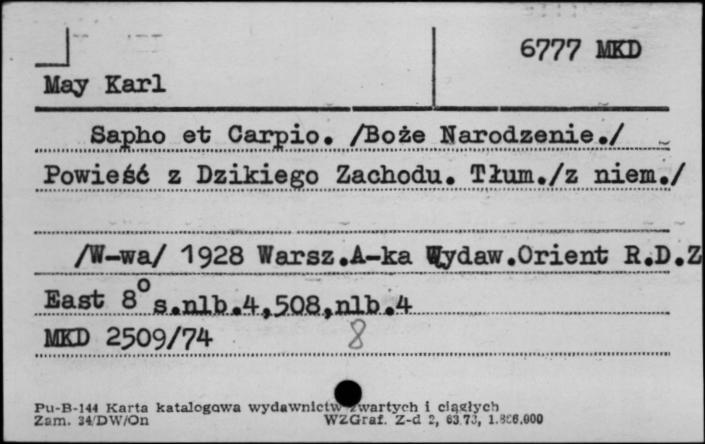 6777 MKD
May Karl
Sapho et Carpio. /Boże Narodzenie./
Powieść z Dzikiego Zachodu. Tłum./z niem./
/W-wa/ 1928 Warsz.A-ka Wydaw.Orient R.D.Z
East 8° s.nlb.4,508,nlb.4
MKD 2509/74 8
Pu-B-144 Karta katalogowa wydawnictw zwartych i ciągłych
Zam. 34/DW/On WZGraf. Z-d 2, 63.73, 1.866.000